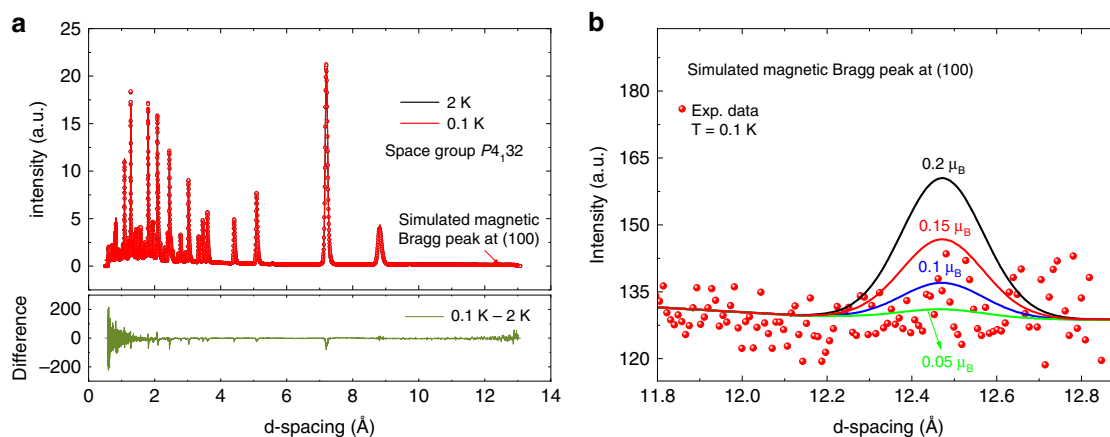 a
intensity (a.u.)
25
20
15
10
5
0
2 K
0.1 K
Space group P4₁32
Simulated magnetic
Bragg peak at (100)
Difference
200
0
−200
0.1 K − 2 K
0 2 4 6 8 10 12 14
d-spacing (Å)
b
Intensity (a.u.)
180
165
150
135
120
Simulated magnetic Bragg peak at (100)
Exp. data
T = 0.1 K
0.2 μB
0.15 μB
0.1 μB
0.05 μB
11.8 12.0 12.2 12.4 12.6 12.8
d-spacing (Å)